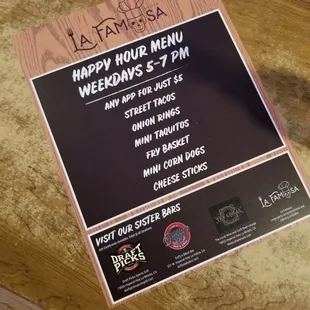 LA FAMOSA
HAPPY HOUR MENU
WEEKDAYS 5-7 PM
ANY APP FOR JUST $5
STREET TACOS
ONION RINGS
MINI TAQUITOS
FRY BASKET
MINI CORN DOGS
CHEESE STICKS
VISIT OUR SISTER BARS
DRAFT
PICKS
LA FAMOSA